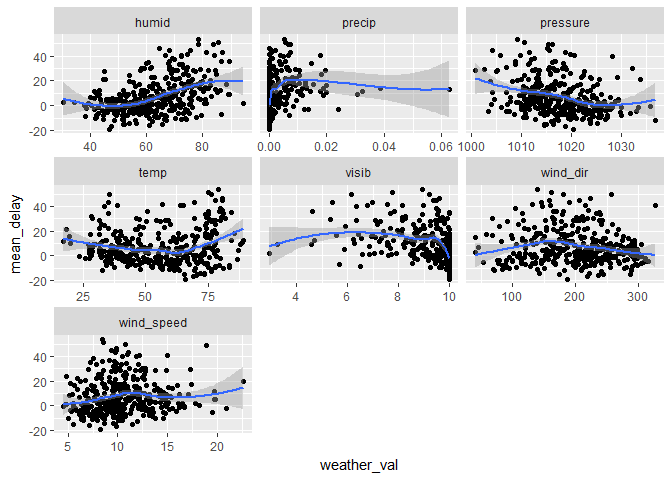 humid precip pressure
40
20
0
-20
40 60 80 0.00 0.02 0.04 0.06 1000 1010 1020 1030
temp visib wind_dir
40
20
0
-20
25 50 75 4 6 8 10 100 200 300
wind_speed
40
20
0
-20
5 10 15 20
mean_delay
weather_val